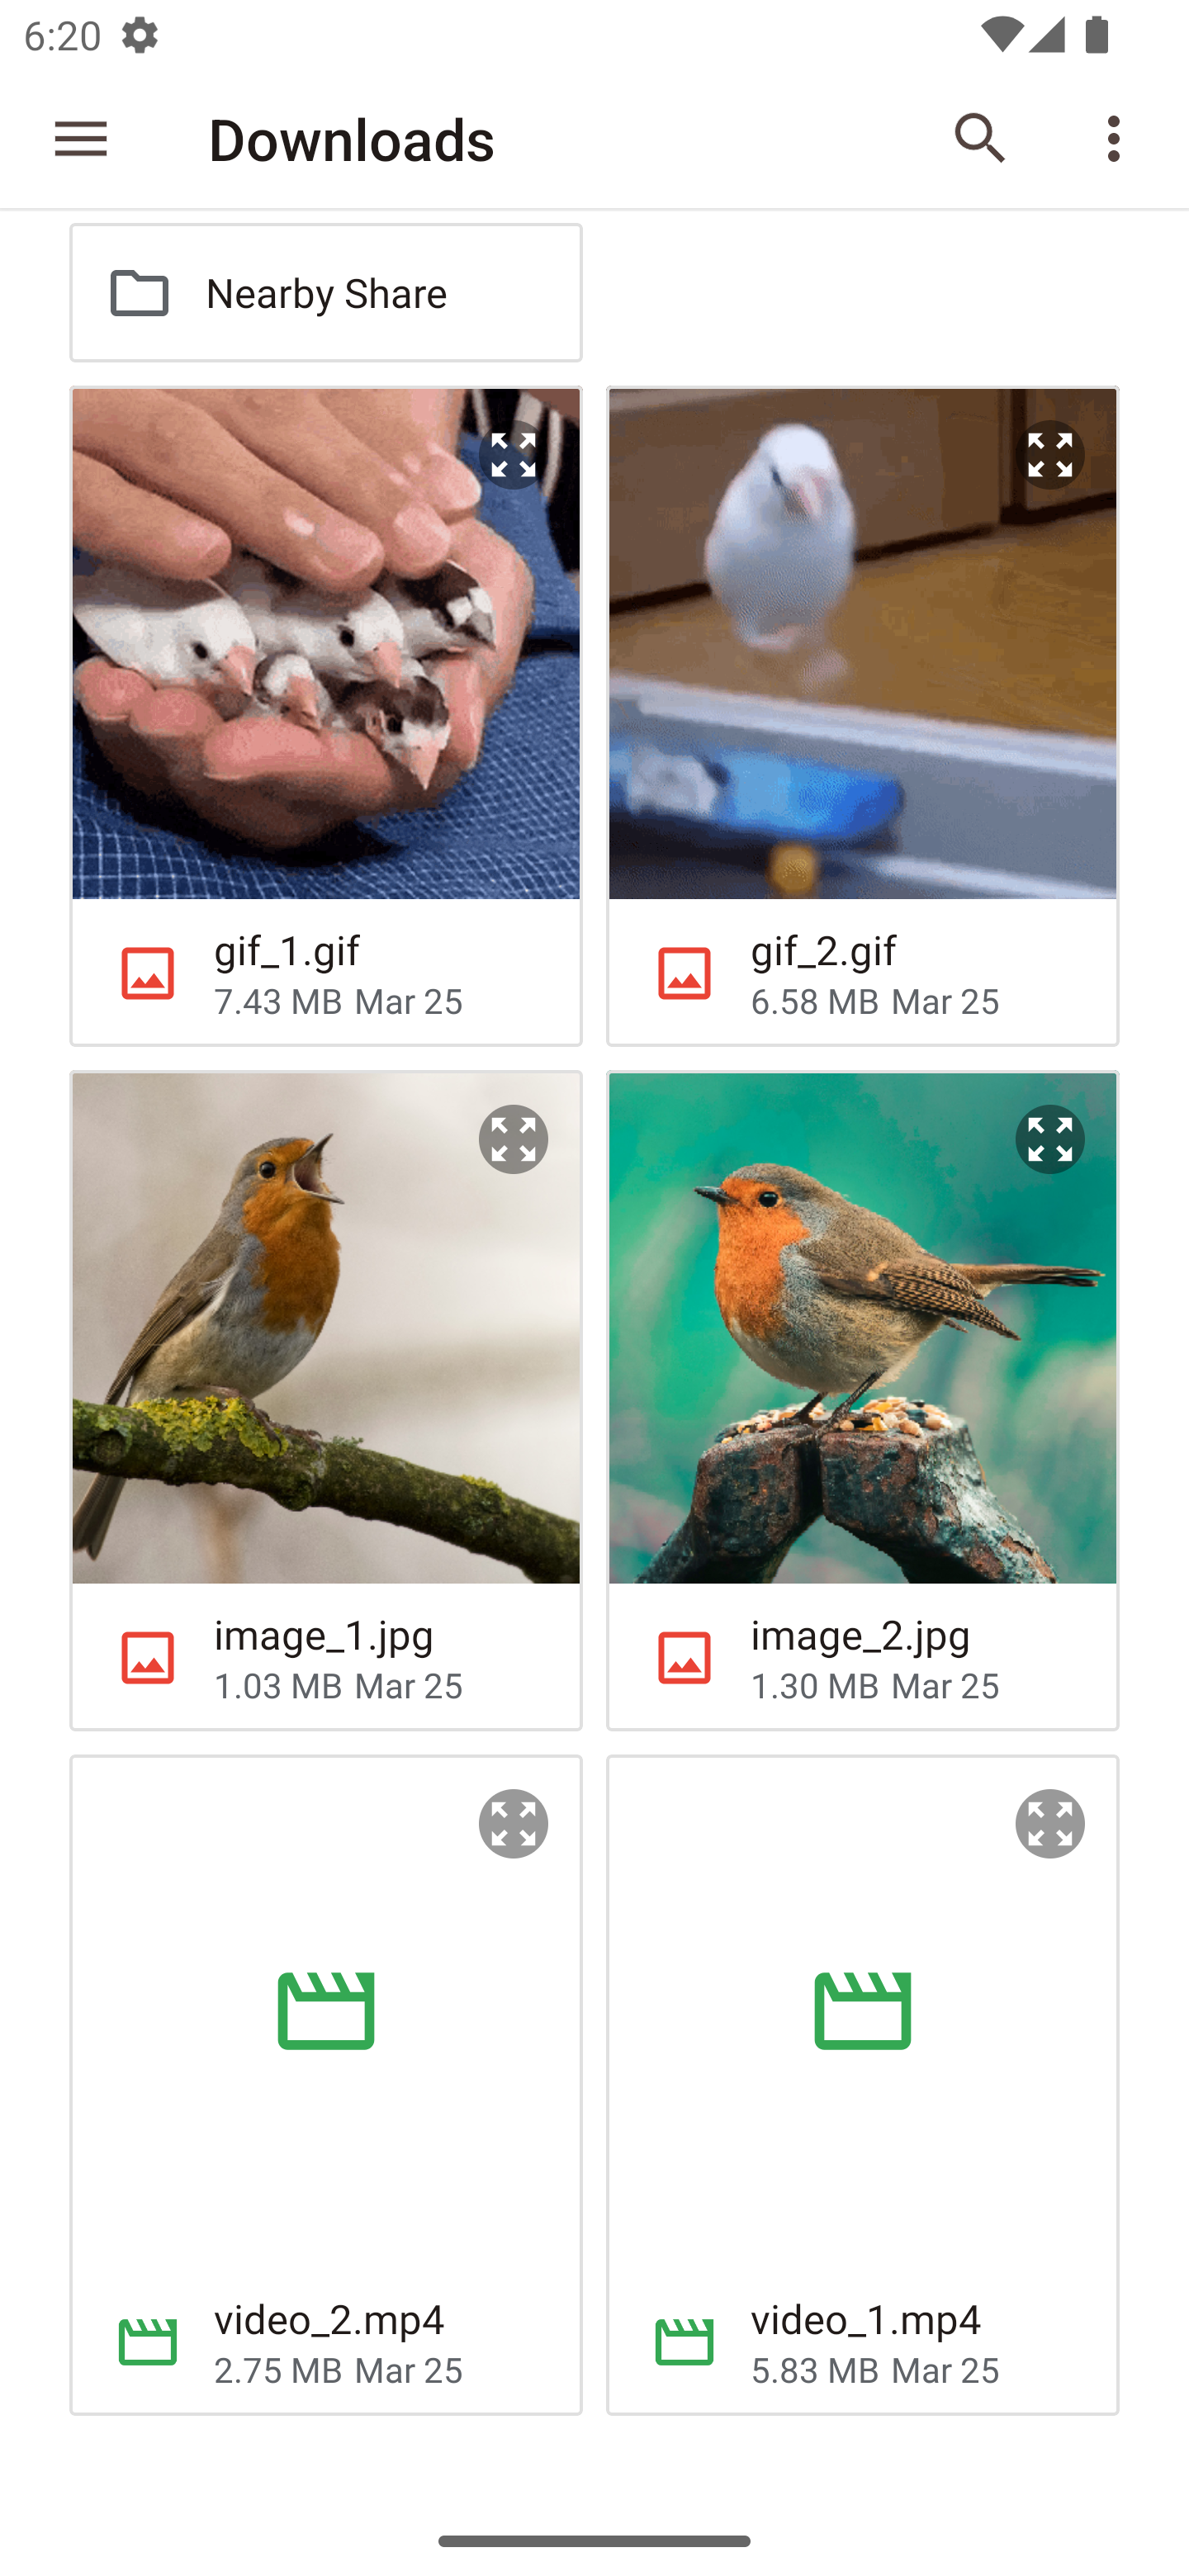 6:20
Downloads
Nearby Share
gif_1.gif
7.43 MB Mar 25
gif_2.gif
6.58 MB Mar 25
image_1.jpg
1.03 MB Mar 25
image_2.jpg
1.30 MB Mar 25
video_2.mp4
2.75 MB Mar 25
video_1.mp4
5.83 MB Mar 25